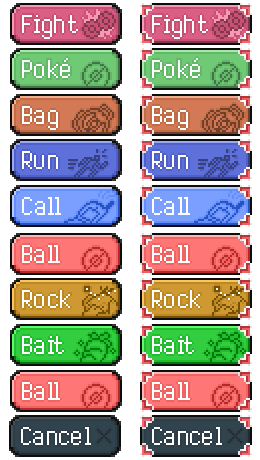 Fight Fight
Poké Poké
Bag Bag
Run Run
Call Call
Ball Ball
Rock Rock
Bait Bait
Ball Ball
Cancel Cancel